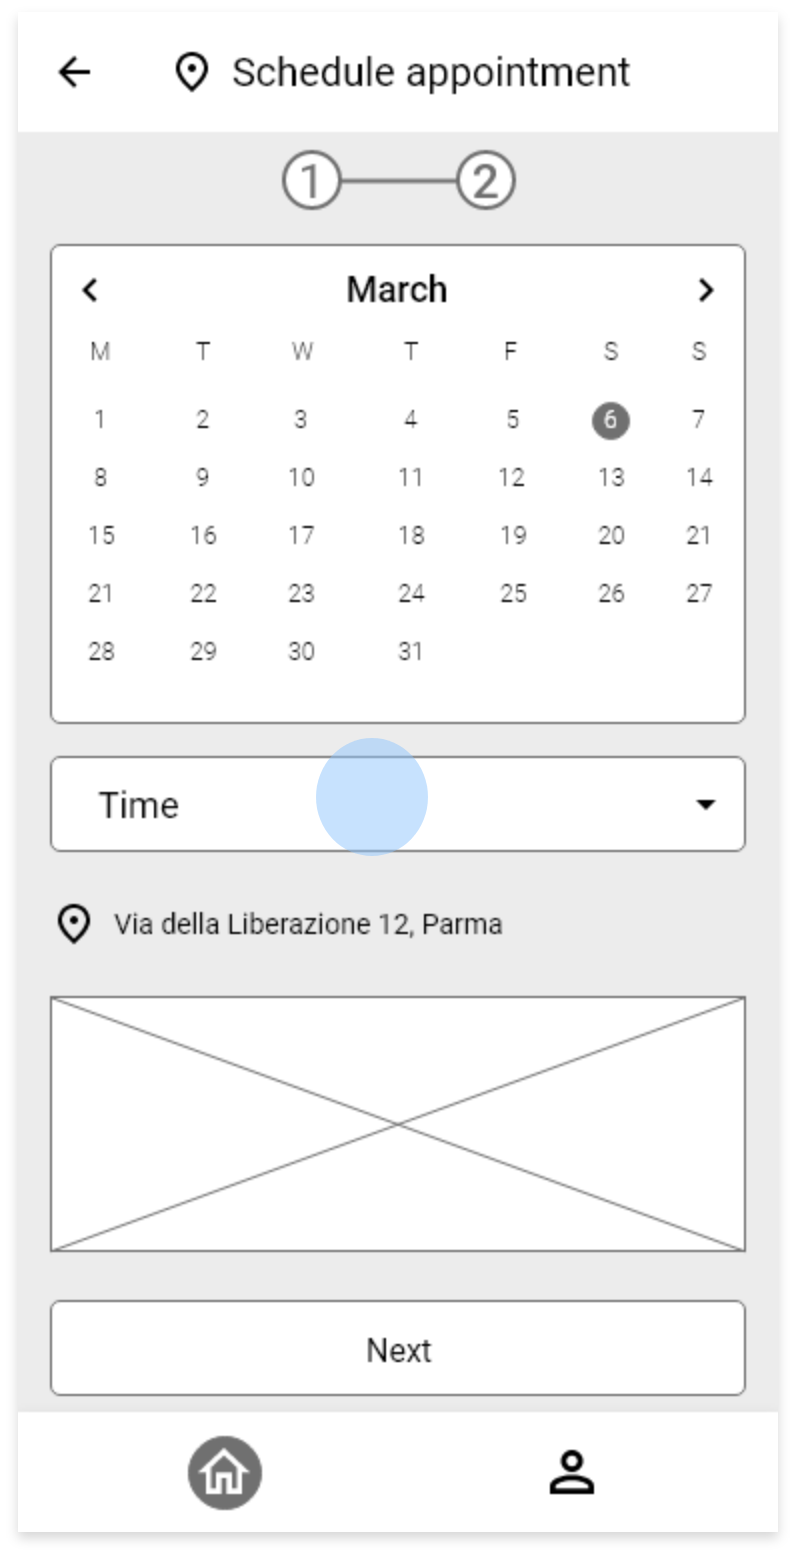 Schedule appointment
1 2
March
M T W T F S S
1 2 3 4 5 6 7
8 9 10 11 12 13 14
15 16 17 18 19 20 21
21 22 23 24 25 26 27
28 29 30 31
Time
Via della Liberazione 12, Parma
Next